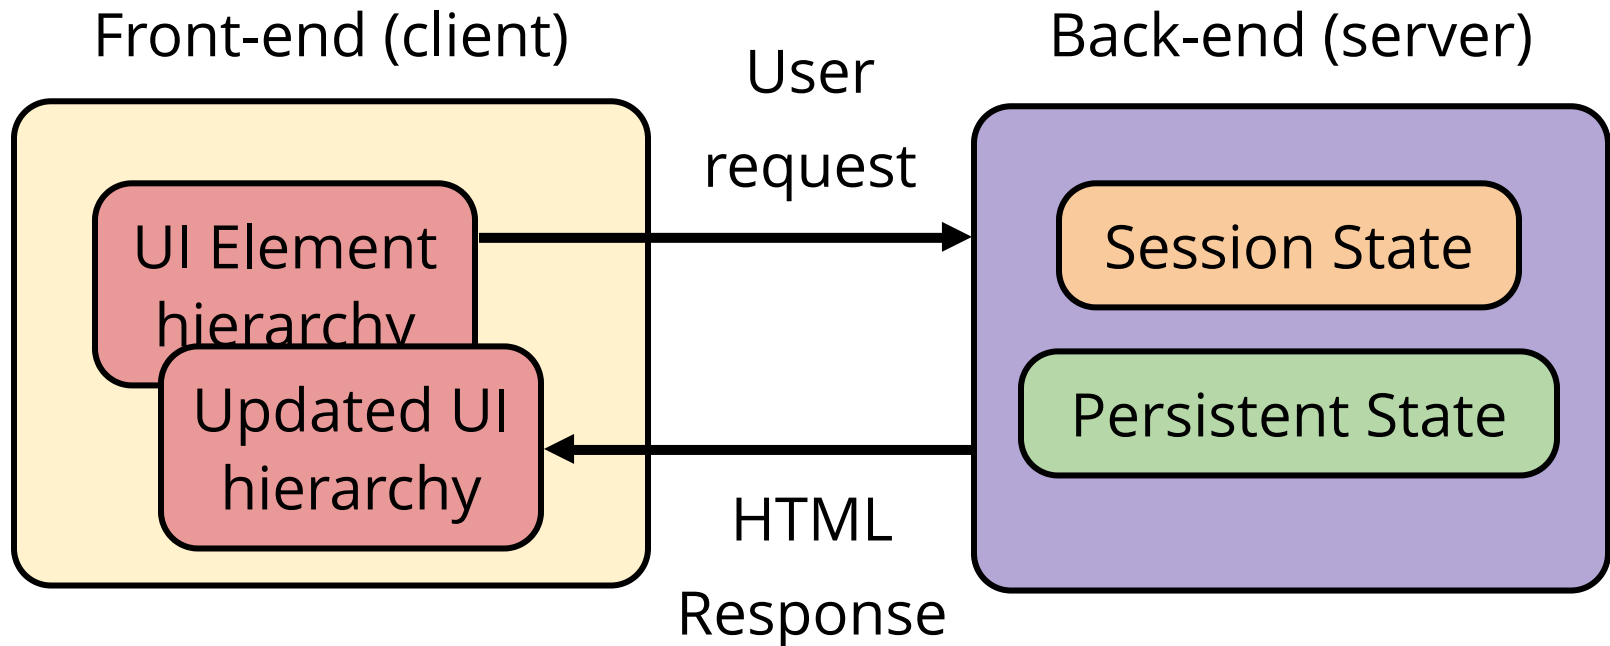 Front-end (client)
Back-end (server)
User
request
UI Element
hierarchy
Session State
Updated UI
hierarchy
Persistent State
HTML
Response